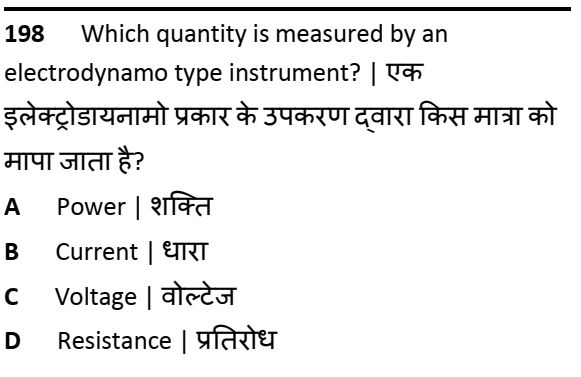 198 Which quantity is measured by an
electrodynamo type instrument? | एक
इलेक्ट्रोडायनामो प्रकार के उपकरण द्वारा किस मात्रा को
मापा जाता है?
A Power | शक्ति
B Current | धारा
C Voltage | वोल्टेज
D Resistance | प्रतिरोध